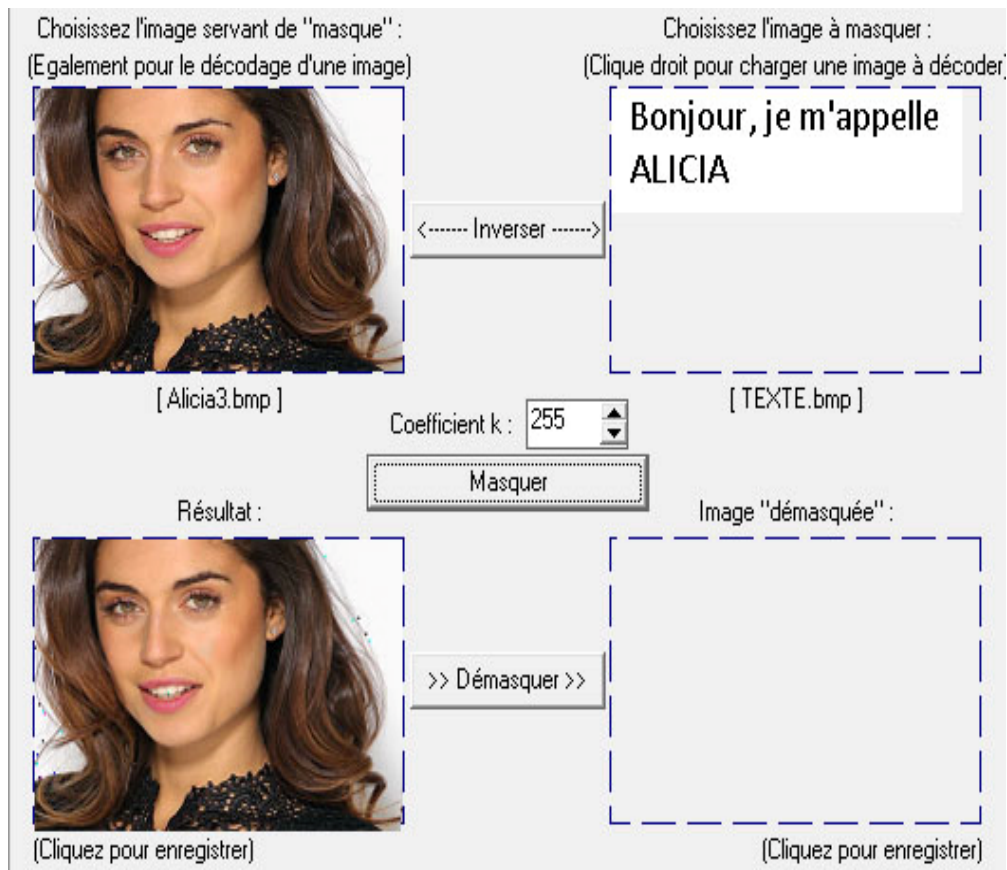 Choisissez l'image servant de "masque" :
(Egalement pour le décodage d'une image)
Choisissez l'image à masquer :
(Clique droit pour charger une image à décoder)
Bonjour, je m'appelle
ALICIA
<------ Inverser ------>
[ Alicia3.bmp ]
[ TEXTE.bmp ]
Coefficient k : 255
Masquer
Résultat :
Image "démasquée" :
>> Démasquer >>
(Cliquez pour enregistrer)
(Cliquez pour enregistrer)